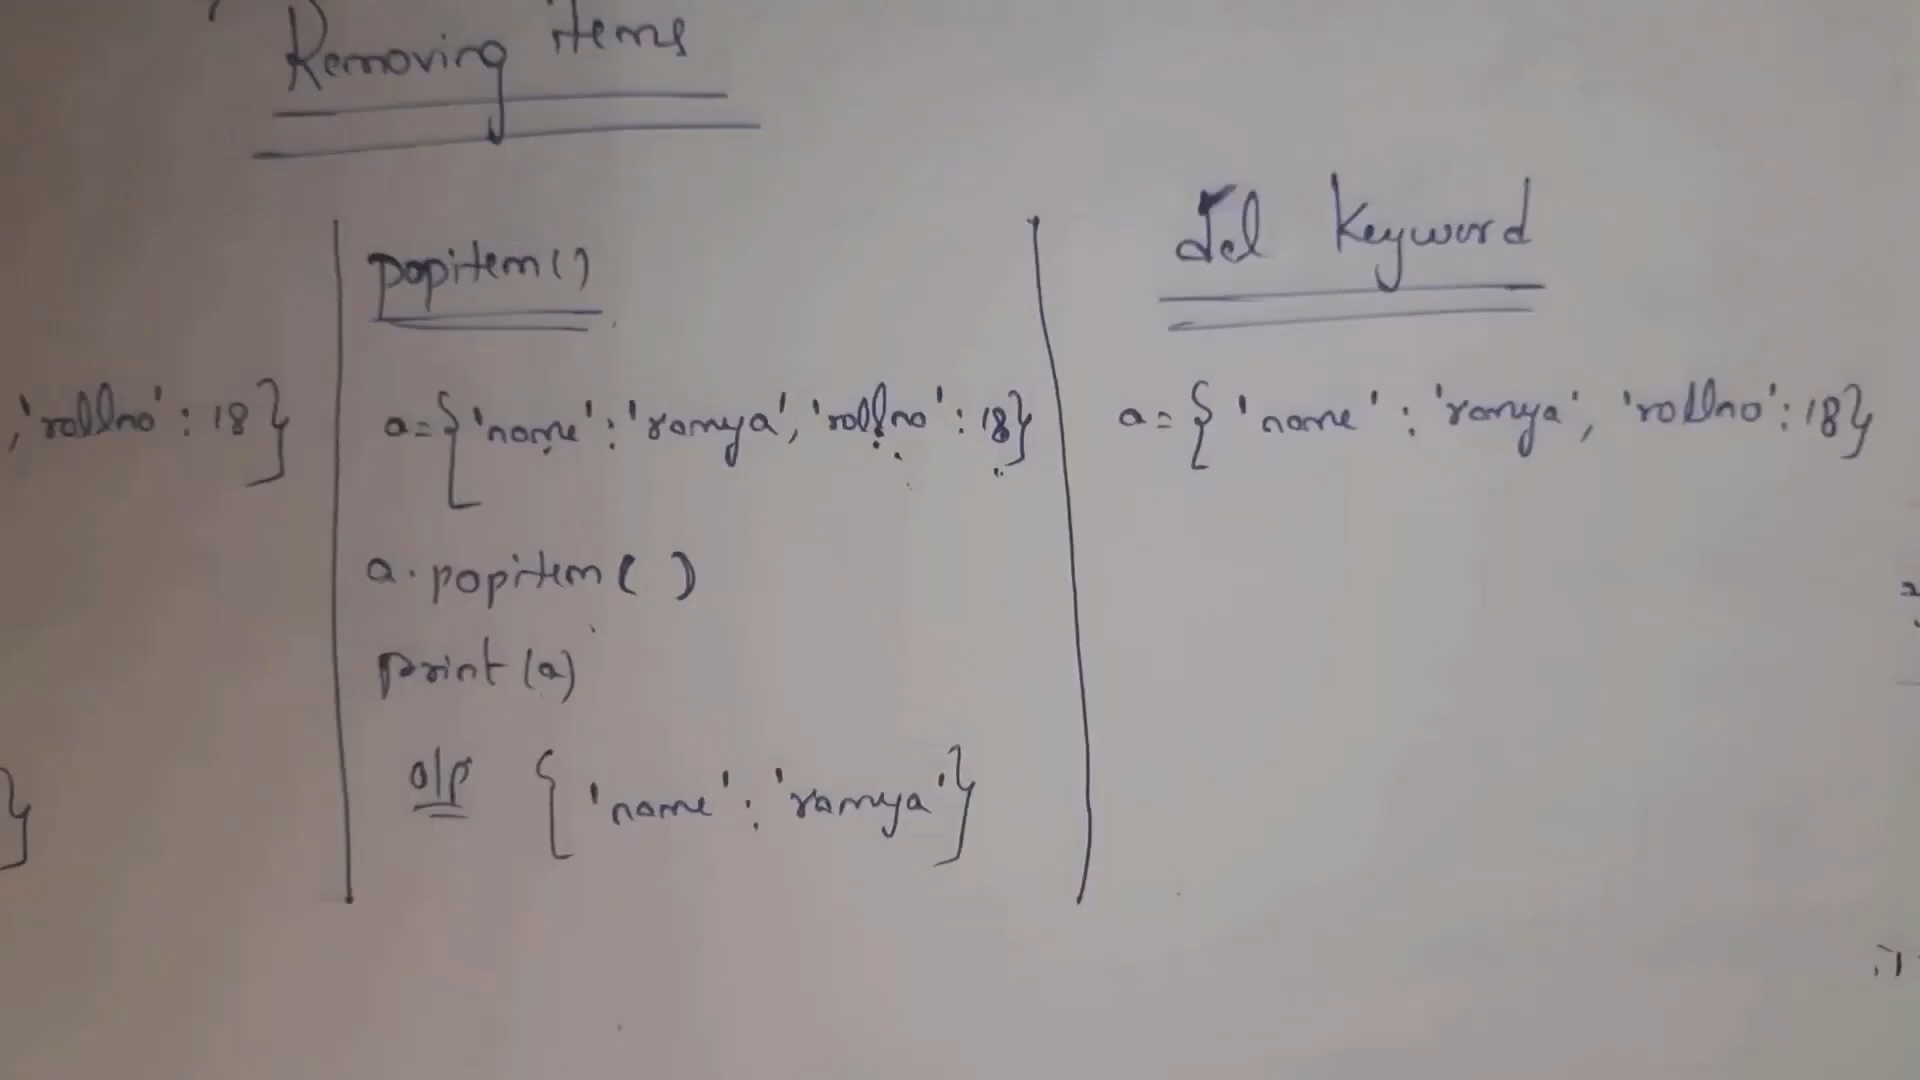 Removing items
,'rollno' : 18}
}
popitem()
a={'name':'ramya','rollno':18}
a.popitem( )
print(a)
o/p {'name':'ramya'}
Del Keyword
a={'name':'ramya','rollno':18}